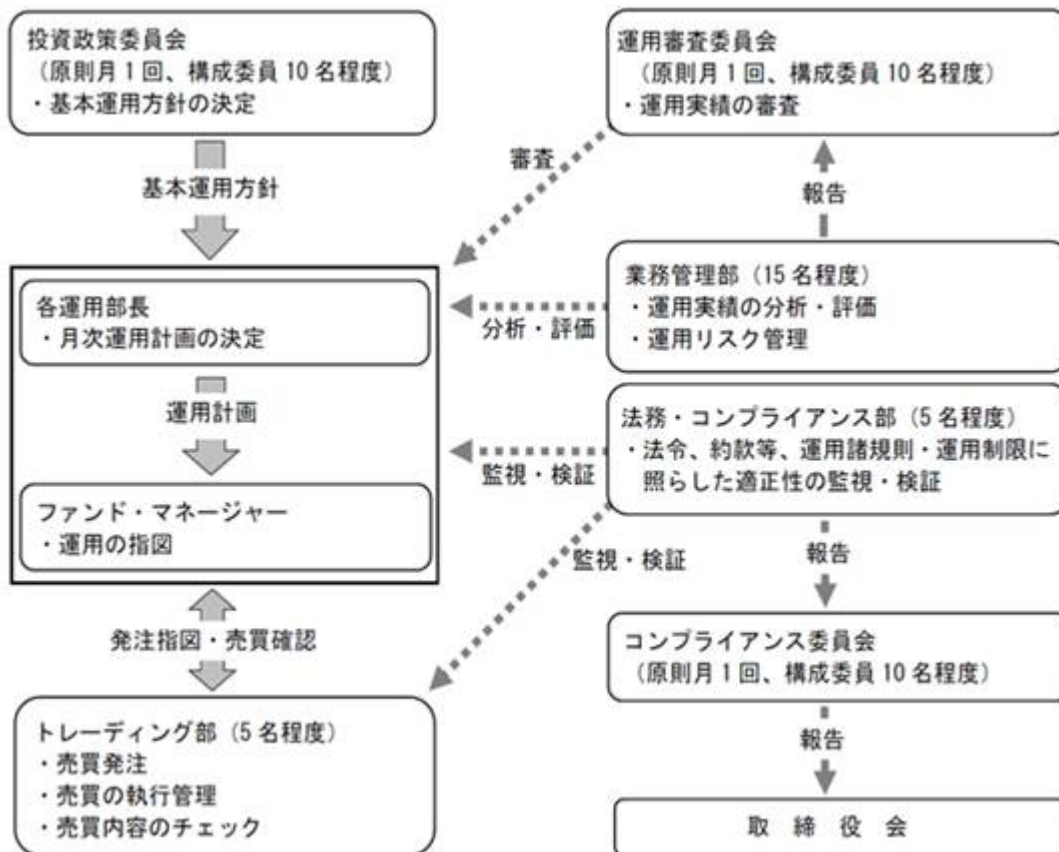 投資政策委員会
（原則月1回、構成委員10名程度）
・基本運用方針の決定
基本運用方針
各運用部長
・月次運用計画の決定
運用計画
ファンド・マネージャー
・運用の指図
発注指図・売買確認
トレーディング部（5名程度）
・売買発注
・売買の執行管理
・売買内容のチェック
運用審査委員会
（原則月1回、構成委員10名程度）
・運用実績の審査
審査
報告
業務管理部（15名程度）
・運用実績の分析・評価
・運用リスク管理
分析・評価
法務・コンプライアンス部（5名程度）
・法令、約款等、運用諸規則・運用制限に
照らした適正性の監視・検証
監視・検証
監視・検証
報告
コンプライアンス委員会
（原則月1回、構成委員10名程度）
報告
取締役会